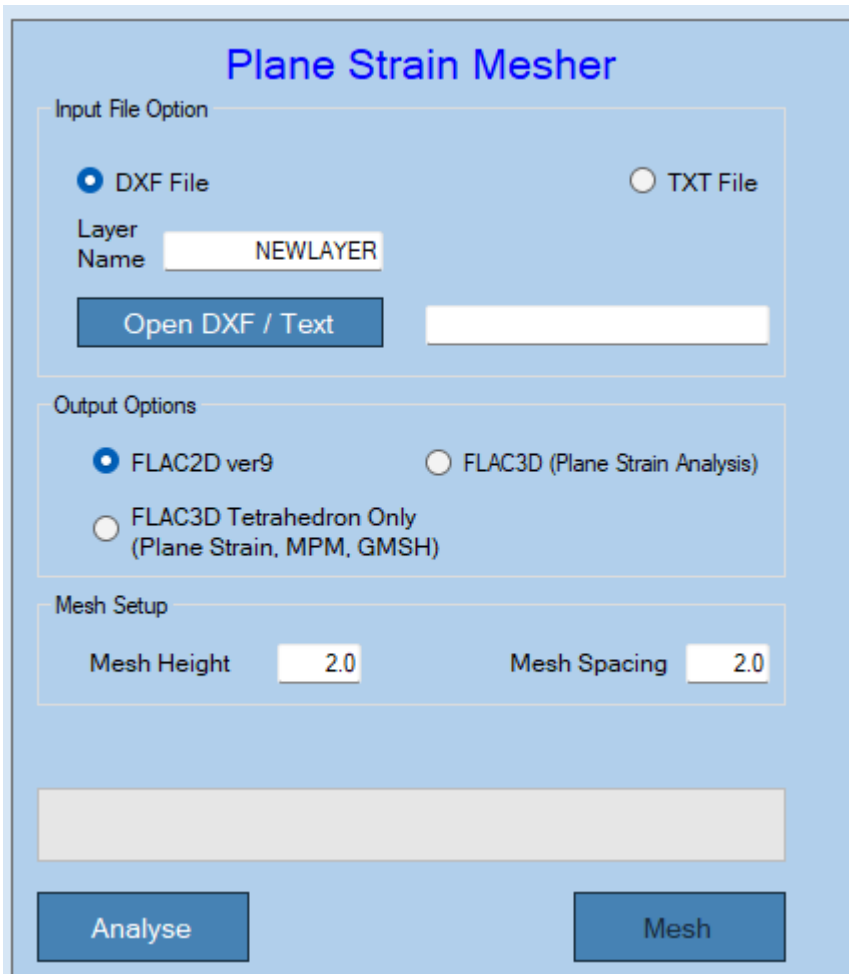 Plane Strain Mesher
Input File Option
DXF File
TXT File
Layer
Name
NEWLAYER
Open DXF / Text
Output Options
FLAC2D ver9
FLAC3D (Plane Strain Analysis)
FLAC3D Tetrahedron Only
(Plane Strain, MPM, GMSH)
Mesh Setup
Mesh Height
2.0
Mesh Spacing
2.0
Analyse
Mesh